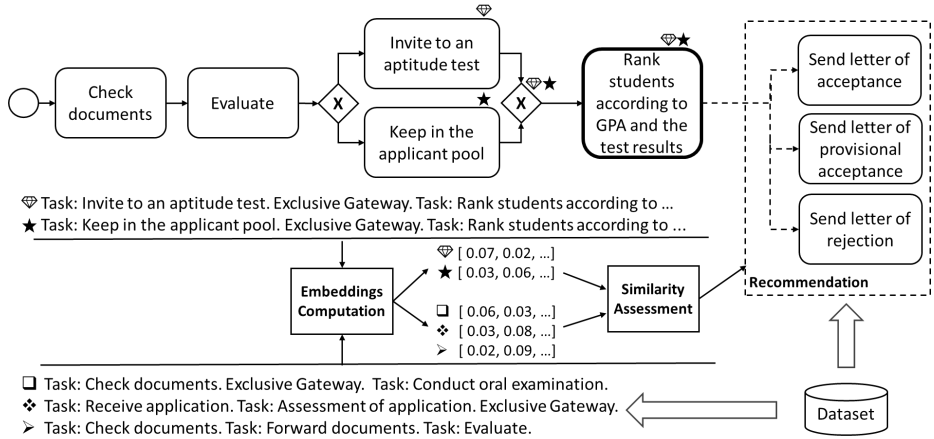 Check
documents
Evaluate
X
Invite to an
aptitude test
Keep in the
applicant pool
X
Rank
students
according to
GPA and the
test results
Send letter of
acceptance
Send letter of
provisional
acceptance
Send letter of
rejection
Recommendation
Task: Invite to an aptitude test. Exclusive Gateway. Task: Rank students according to ...
★ Task: Keep in the applicant pool. Exclusive Gateway. Task: Rank students according to ...
Embeddings
Computation
[ 0.07, 0.02, ...]
★ [ 0.03, 0.06, ...]
❑ [ 0.06, 0.03, ...]
❖ [ 0.03, 0.08, ...]
➢ [ 0.02, 0.09, ...]
Similarity
Assessment
❑ Task: Check documents. Exclusive Gateway. Task: Conduct oral examination.
❖ Task: Receive application. Task: Assessment of application. Exclusive Gateway.
➢ Task: Check documents. Task: Forward documents. Task: Evaluate.
Dataset